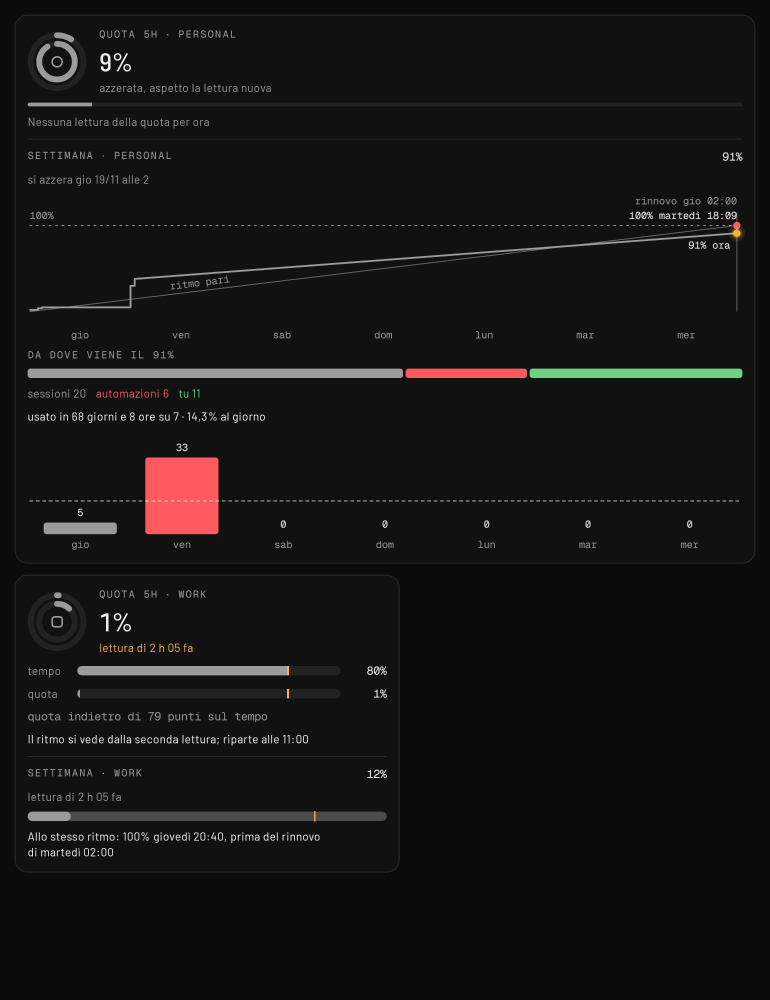 QUOTA 5H · PERSONAL
9%
azzerata, aspetto la lettura nuova
Nessuna lettura della quota per ora
SETTIMANA · PERSONAL
91%
si azzera gio 19/11 alle 2
rinnovo gio 02:00
100%
100% martedì 18:09
91% ora
ritmo pari
gio ven sab dom lun mar mer
DA DOVE VIENE IL 91%
sessioni 20 automazioni 6 tu 11
usato in 68 giorni e 8 ore su 7 · 14,3% al giorno
33
5 0 0 0 0 0
gio ven sab dom lun mar mer
QUOTA 5H · WORK
1%
lettura di 2 h 05 fa
tempo 80%
quota 1%
quota indietro di 79 punti sul tempo
Il ritmo si vede dalla seconda lettura; riparte alle 11:00
SETTIMANA · WORK
12%
lettura di 2 h 05 fa
Allo stesso ritmo: 100% giovedì 20:40, prima del rinnovo
di martedì 02:00